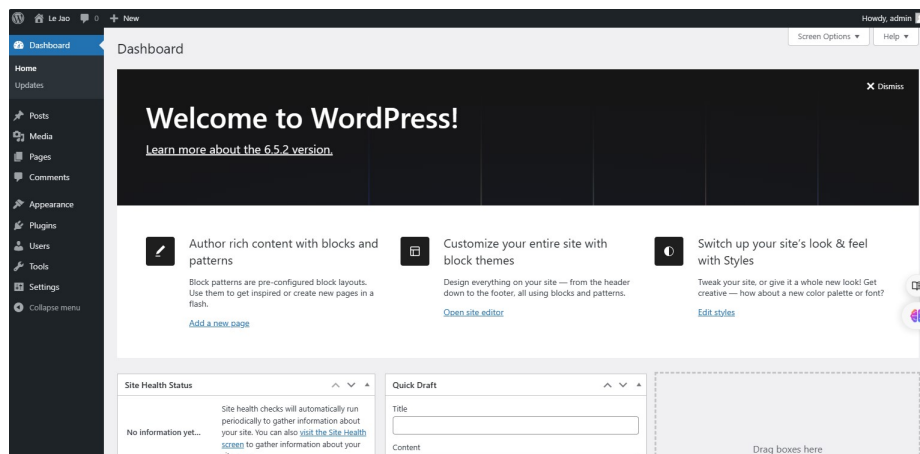 Le Jao 0 + New Howdy, admin
Screen Options ▼ Help ▼
Dashboard
Home
Updates
Posts
Media
Pages
Comments
Appearance
Plugins
Users
Tools
Settings
Collapse menu
Dashboard
Dismiss
Welcome to WordPress!
Learn more about the 6.5.2 version.
Author rich content with blocks and
patterns
Block patterns are pre-configured block layouts.
Use them to get inspired or create new pages in a
flash.
Add a new page
Customize your entire site with
block themes
Design everything on your site — from the header
down to the footer, all using blocks and patterns.
Open site editor
Switch up your site's look & feel
with Styles
Tweak your site, or give it a whole new look! Get
creative — how about a new color palette or font?
Edit styles
Site Health Status
No information yet...
Site health checks will automatically run
periodically to gather information about
your site. You can also visit the Site Health
screen to gather information about your
Quick Draft
Title
Content
Drag boxes here